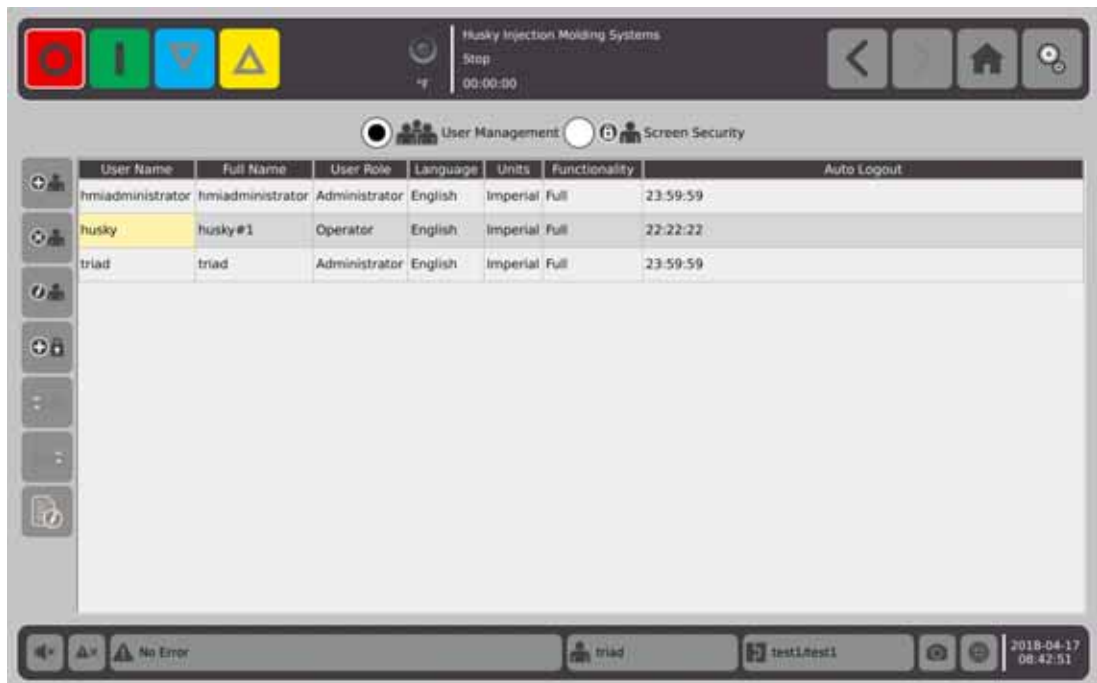 Husky Injection Molding Systems
Stop
°F 00:00:00
User Management Screen Security
User Name Full Name User Role Language Units Functionality Auto Logout
hmiadministrator hmiadministrator Administrator English Imperial Full 23:59:59
husky husky#1 Operator English Imperial Full 22:22:22
triad triad Administrator English Imperial Full 23:59:59
No Error triad test1/test1 2018-04-17
08:42:51